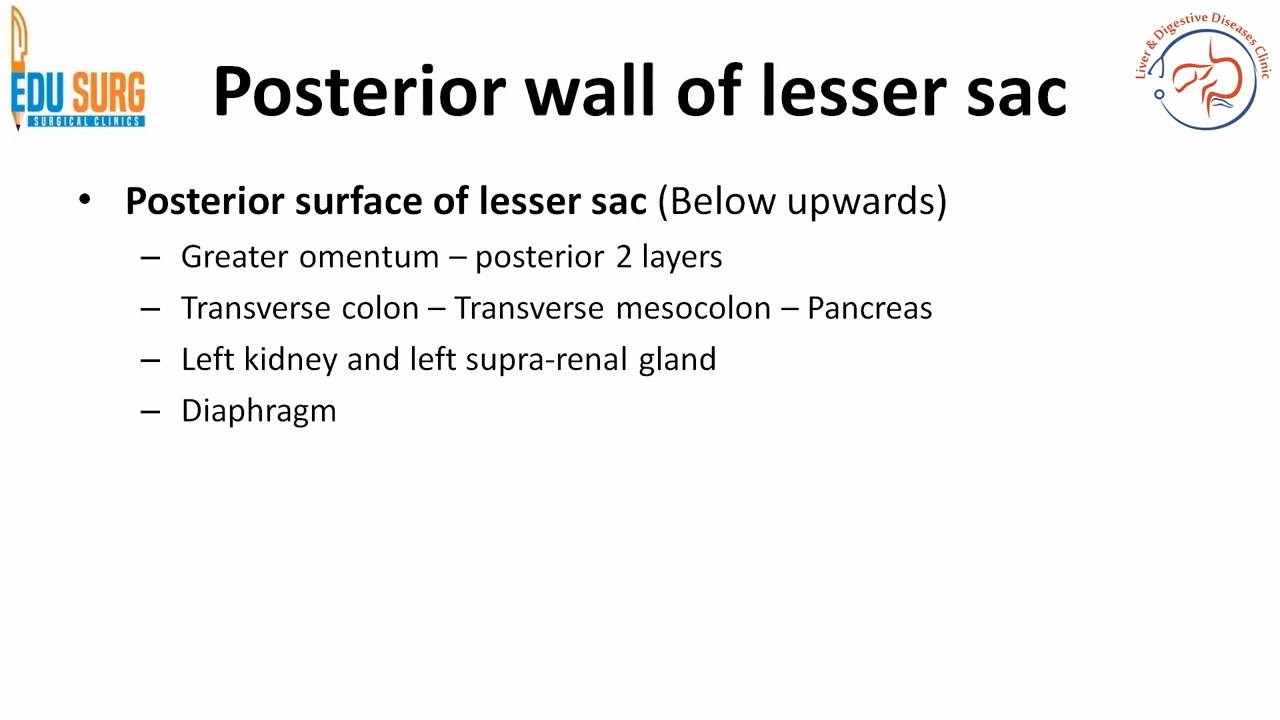 EDU SURG
SURGICAL CLINICS
Liver & Digestive Diseases Clinic
Posterior wall of lesser sac
• Posterior surface of lesser sac (Below upwards)
– Greater omentum – posterior 2 layers
– Transverse colon – Transverse mesocolon – Pancreas
– Left kidney and left supra-renal gland
– Diaphragm